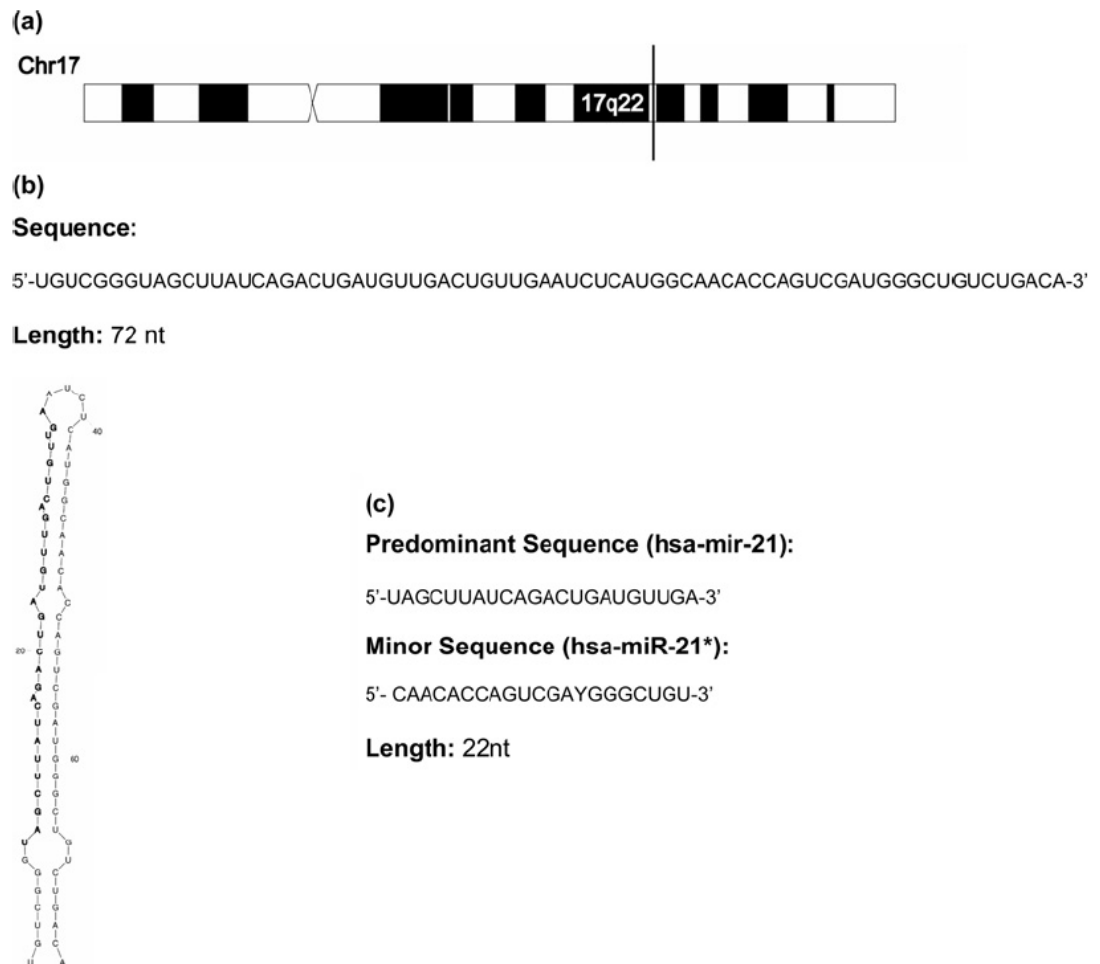 (a)
Chr17
17q22
(b)
Sequence:
5’-UGUCGGGUAGCUUAUCAGACUGAUGUUGACUGUUGAAUCUCAUGGCAACACCAGUCGAUGGGCUGUCUGACA-3’
Length: 72 nt
40
20
60
(c)
Predominant Sequence (hsa-mir-21):
5’-UAGCUUAUCAGACUGAUGUUGA-3’
Minor Sequence (hsa-miR-21*):
5’- CAACACCAGUCGAYGGGCUGU-3’
Length: 22nt